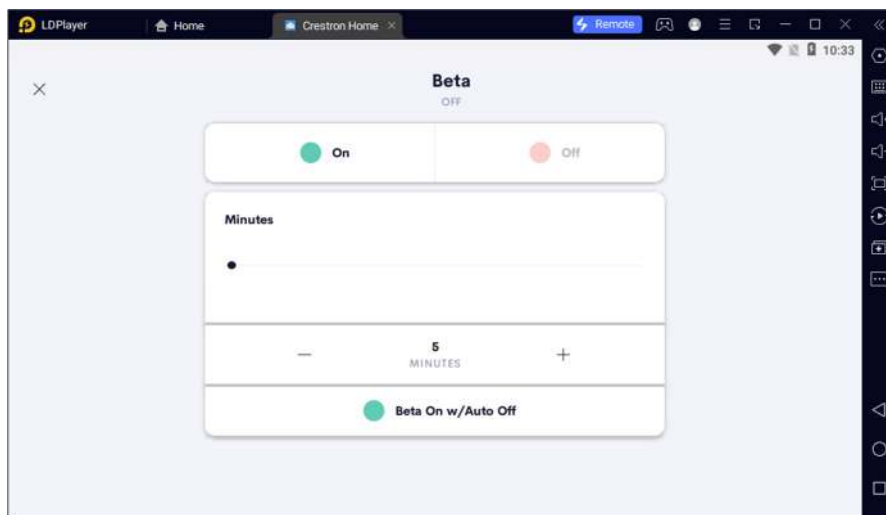 LDPlayer Home Crestron Home Remote
10:33
Beta
OFF
On Off
Minutes
5
MINUTES
Beta On w/Auto Off